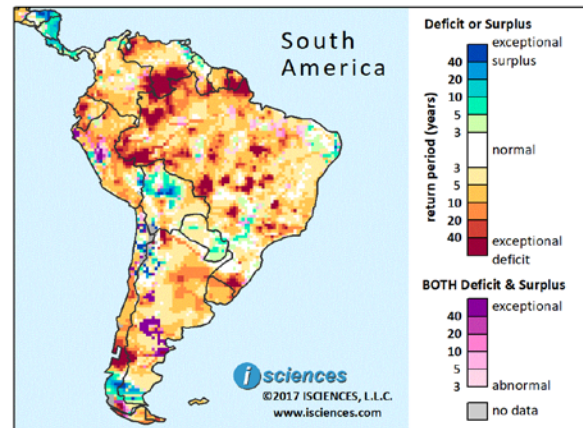 South
America
Deficit or Surplus
exceptional
surplus
40
20
10
5
3
normal
3
5
10
20
40
exceptional
deficit
return period (years)
BOTH Deficit & Surplus
exceptional
40
20
10
5
3
abnormal
no data
i sciences
©2017 ISCIENCES, L.L.C.
www.isciences.com